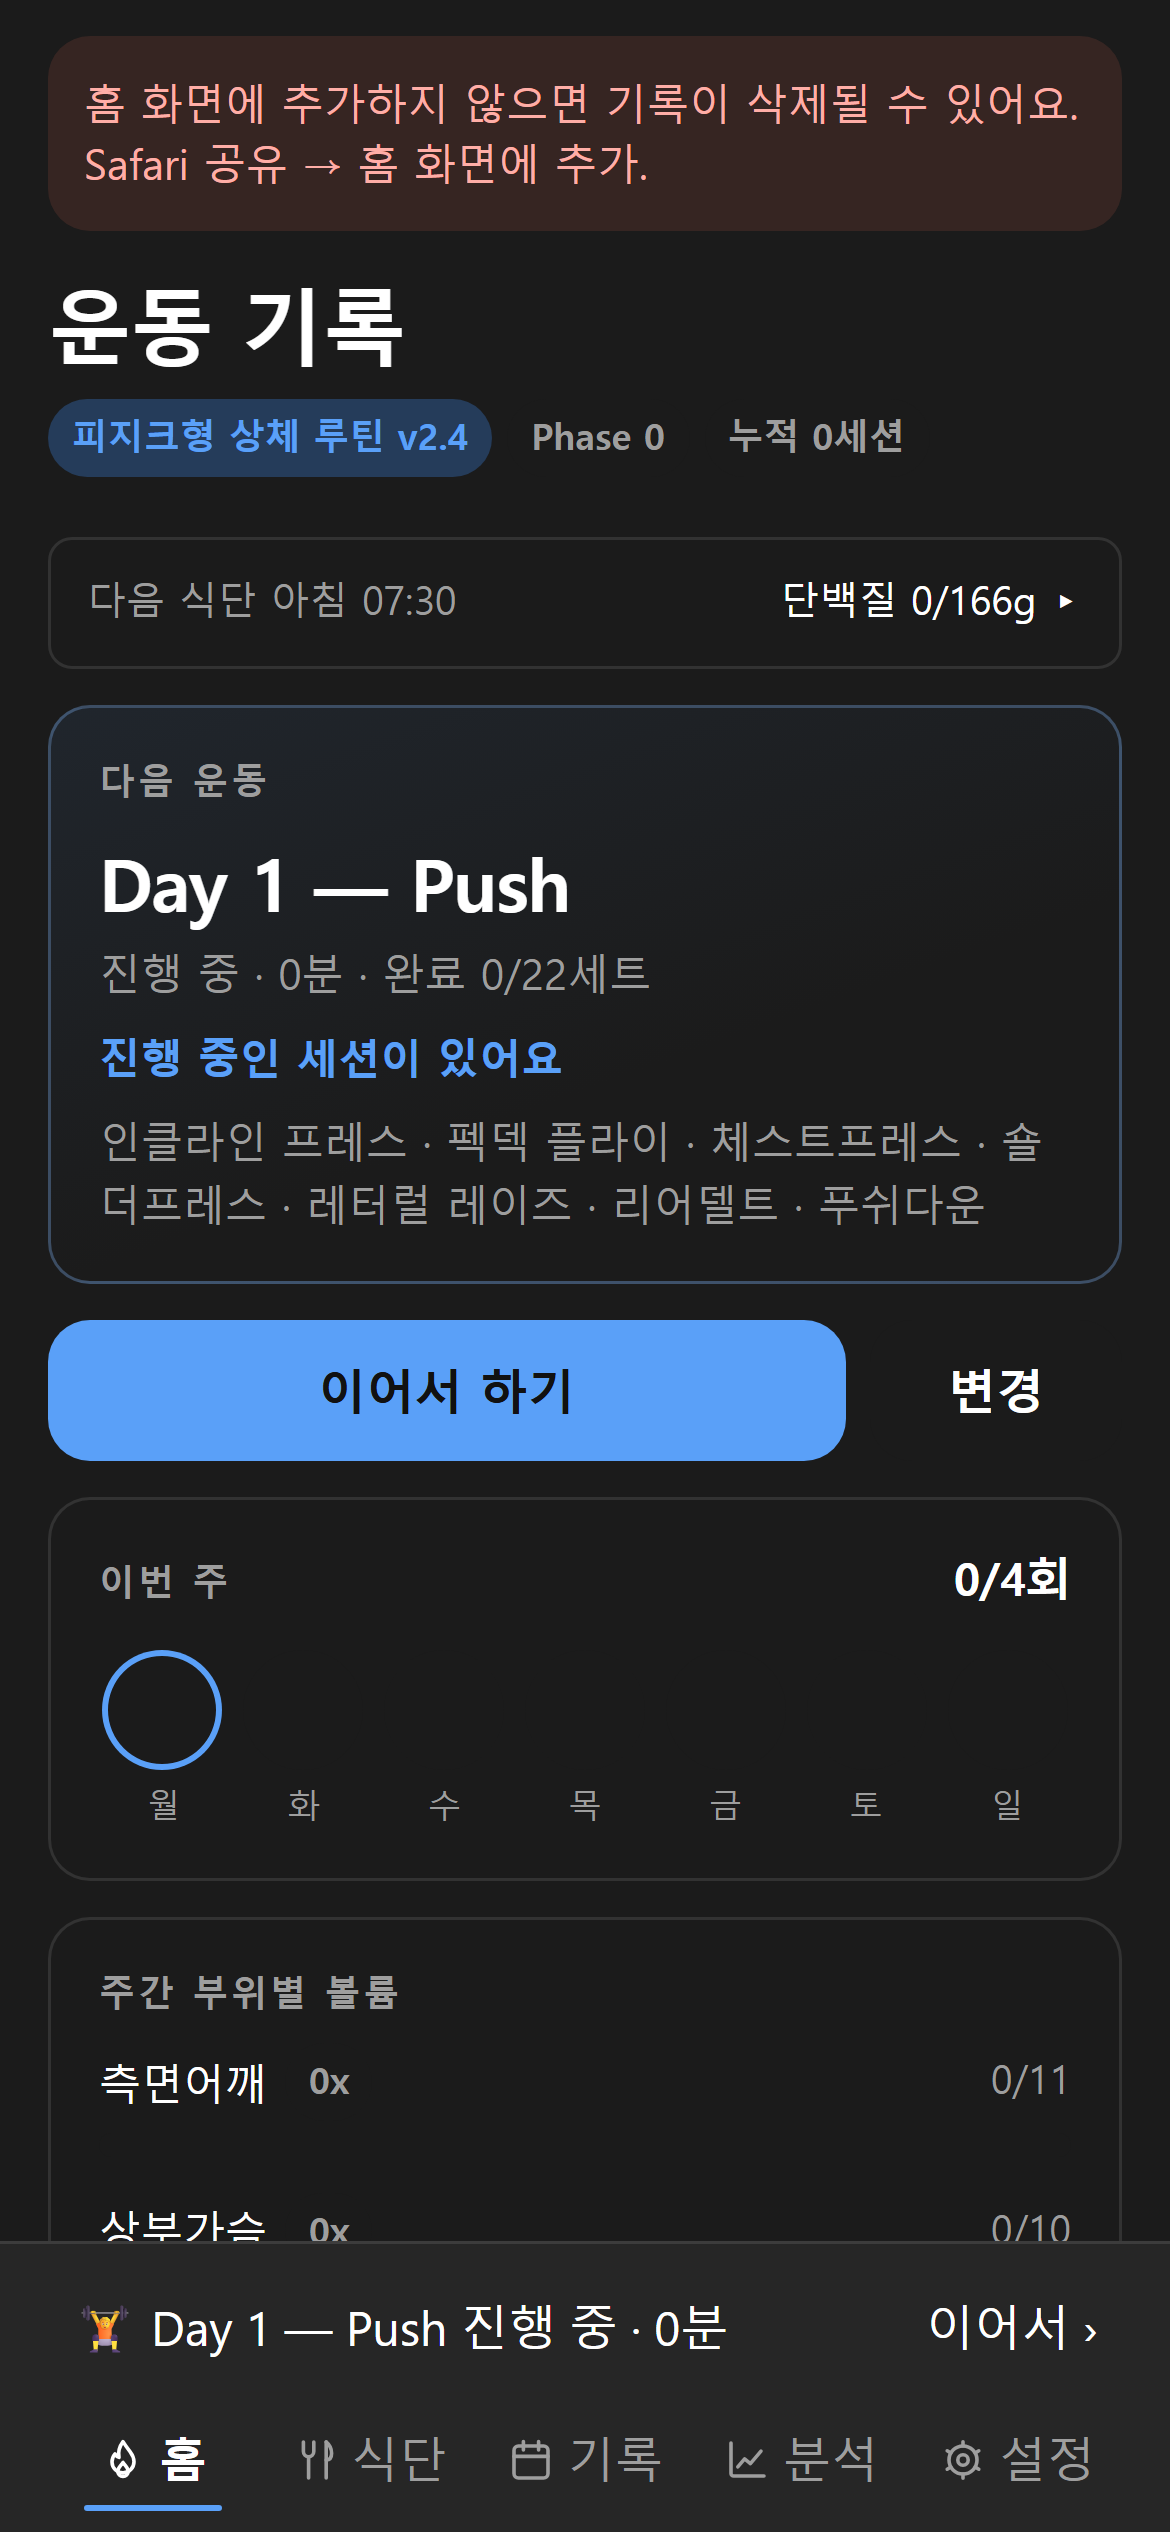 홈 화면에 추가하지 않으면 기록이 삭제될 수 있어요.
Safari 공유 → 홈 화면에 추가.
운동 기록
피지크형 상체 루틴 v2.4 Phase 0 누적 0세션
다음 식단 아침 07:30 단백질 0/166g ▸
다음 운동
Day 1 — Push
진행 중 · 0분 · 완료 0/22세트
진행 중인 세션이 있어요
인클라인 프레스 · 펙덱 플라이 · 체스트프레스 · 숄
더프레스 · 레터럴 레이즈 · 리어델트 · 푸쉬다운
이어서 하기 변경
이번 주 0/4회
월 화 수 목 금 토 일
주간 부위별 볼륨
측면어깨 0x 0/11
상부가슴 0x 0/10
Day 1 — Push 진행 중 · 0분 이어서 ›
홈 식단 기록 분석 설정